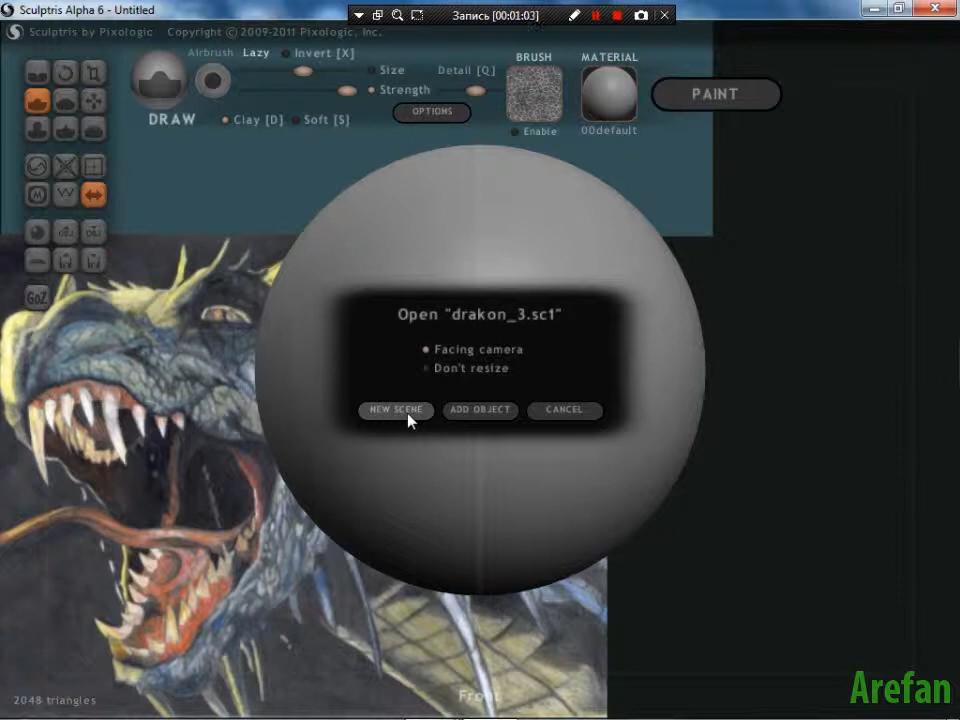 Sculptris Alpha 6 - Untitled
Запись [00:01:03]
Sculptris by Pixologic Copyright © 2009-2011 Pixologic, Inc.
Airbrush Lazy Invert [X]
BRUSH MATERIAL
Size Detail [Q]
Strength
PAINT
OPTIONS
DRAW Clay [D] Soft [S]
Enable 00default
GoZ
Open "drakon_3.sc1"
Facing camera
Don't resize
NEW SCENE ADD OBJECT CANCEL
Front
2048 triangles
Arefan